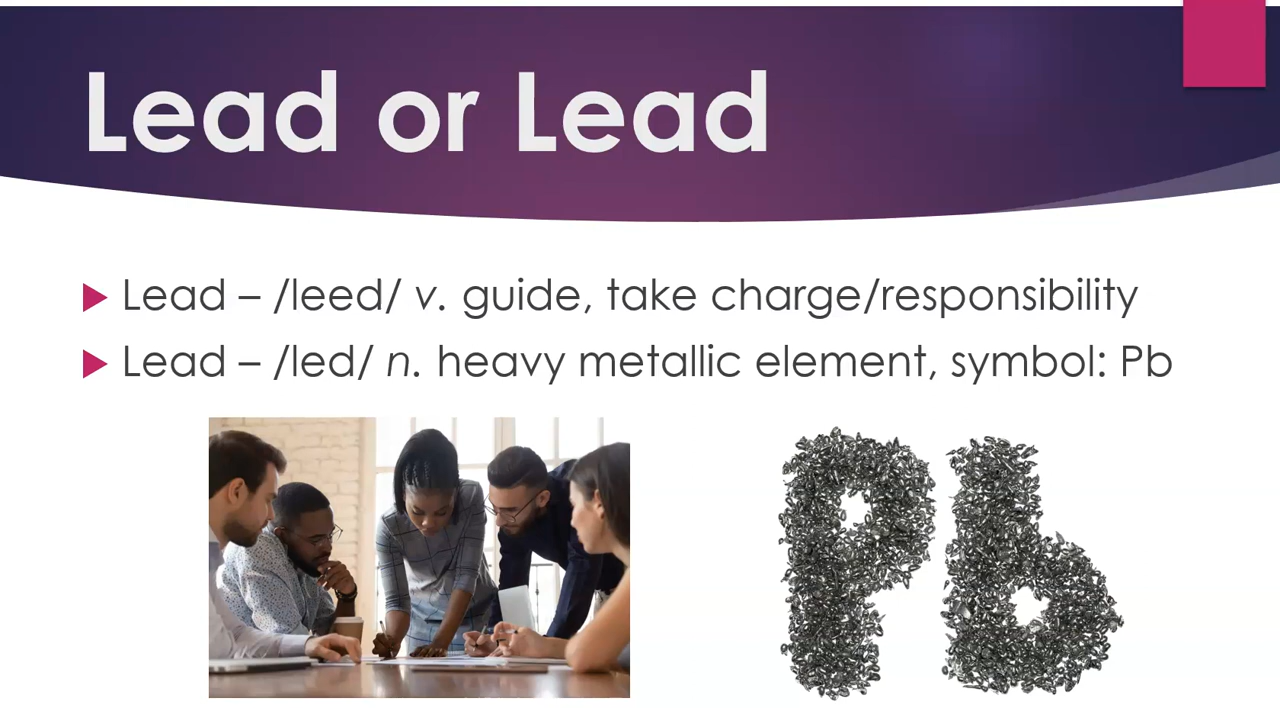 Lead or Lead
Lead – /leed/ v. guide, take charge/responsibility
Lead – /led/ n. heavy metallic element, symbol: Pb
Pb